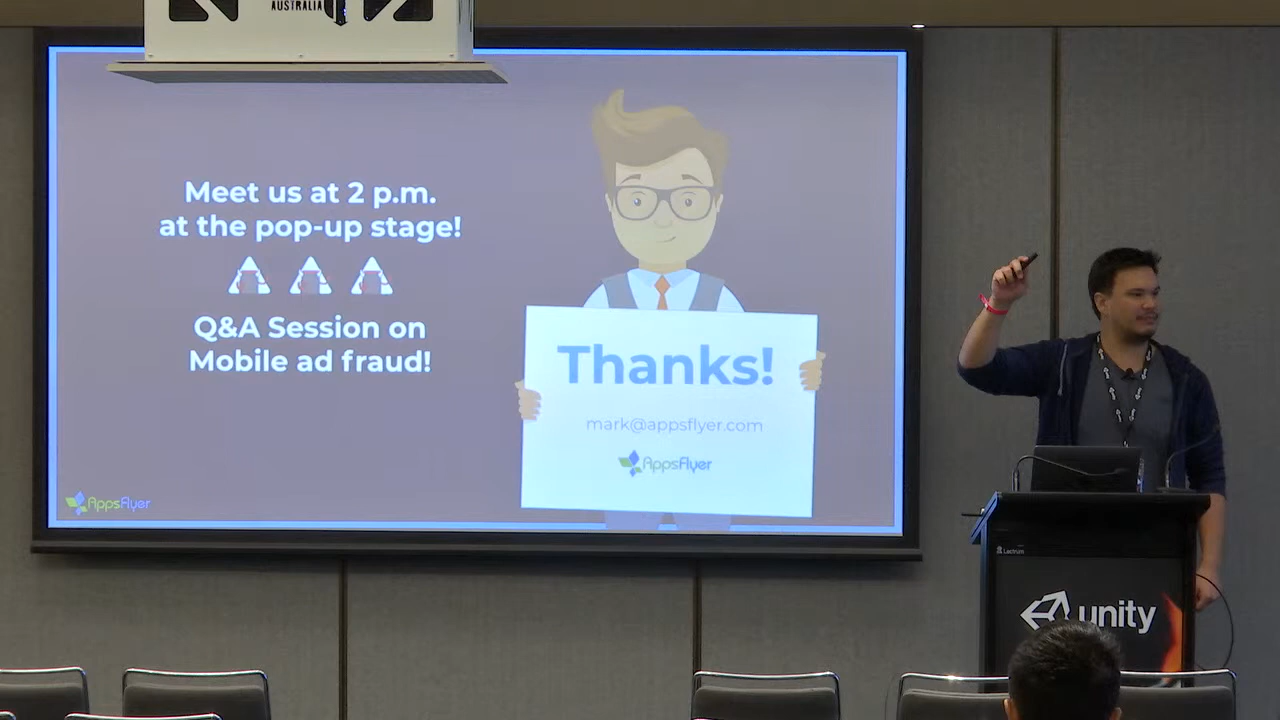 AUSTRALIA
Meet us at 2 p.m.
at the pop-up stage!
Q&A Session on
Mobile ad fraud!
Thanks!
mark@appsflyer.com
AppsFlyer
AppsFlyer
Lectrum
unity